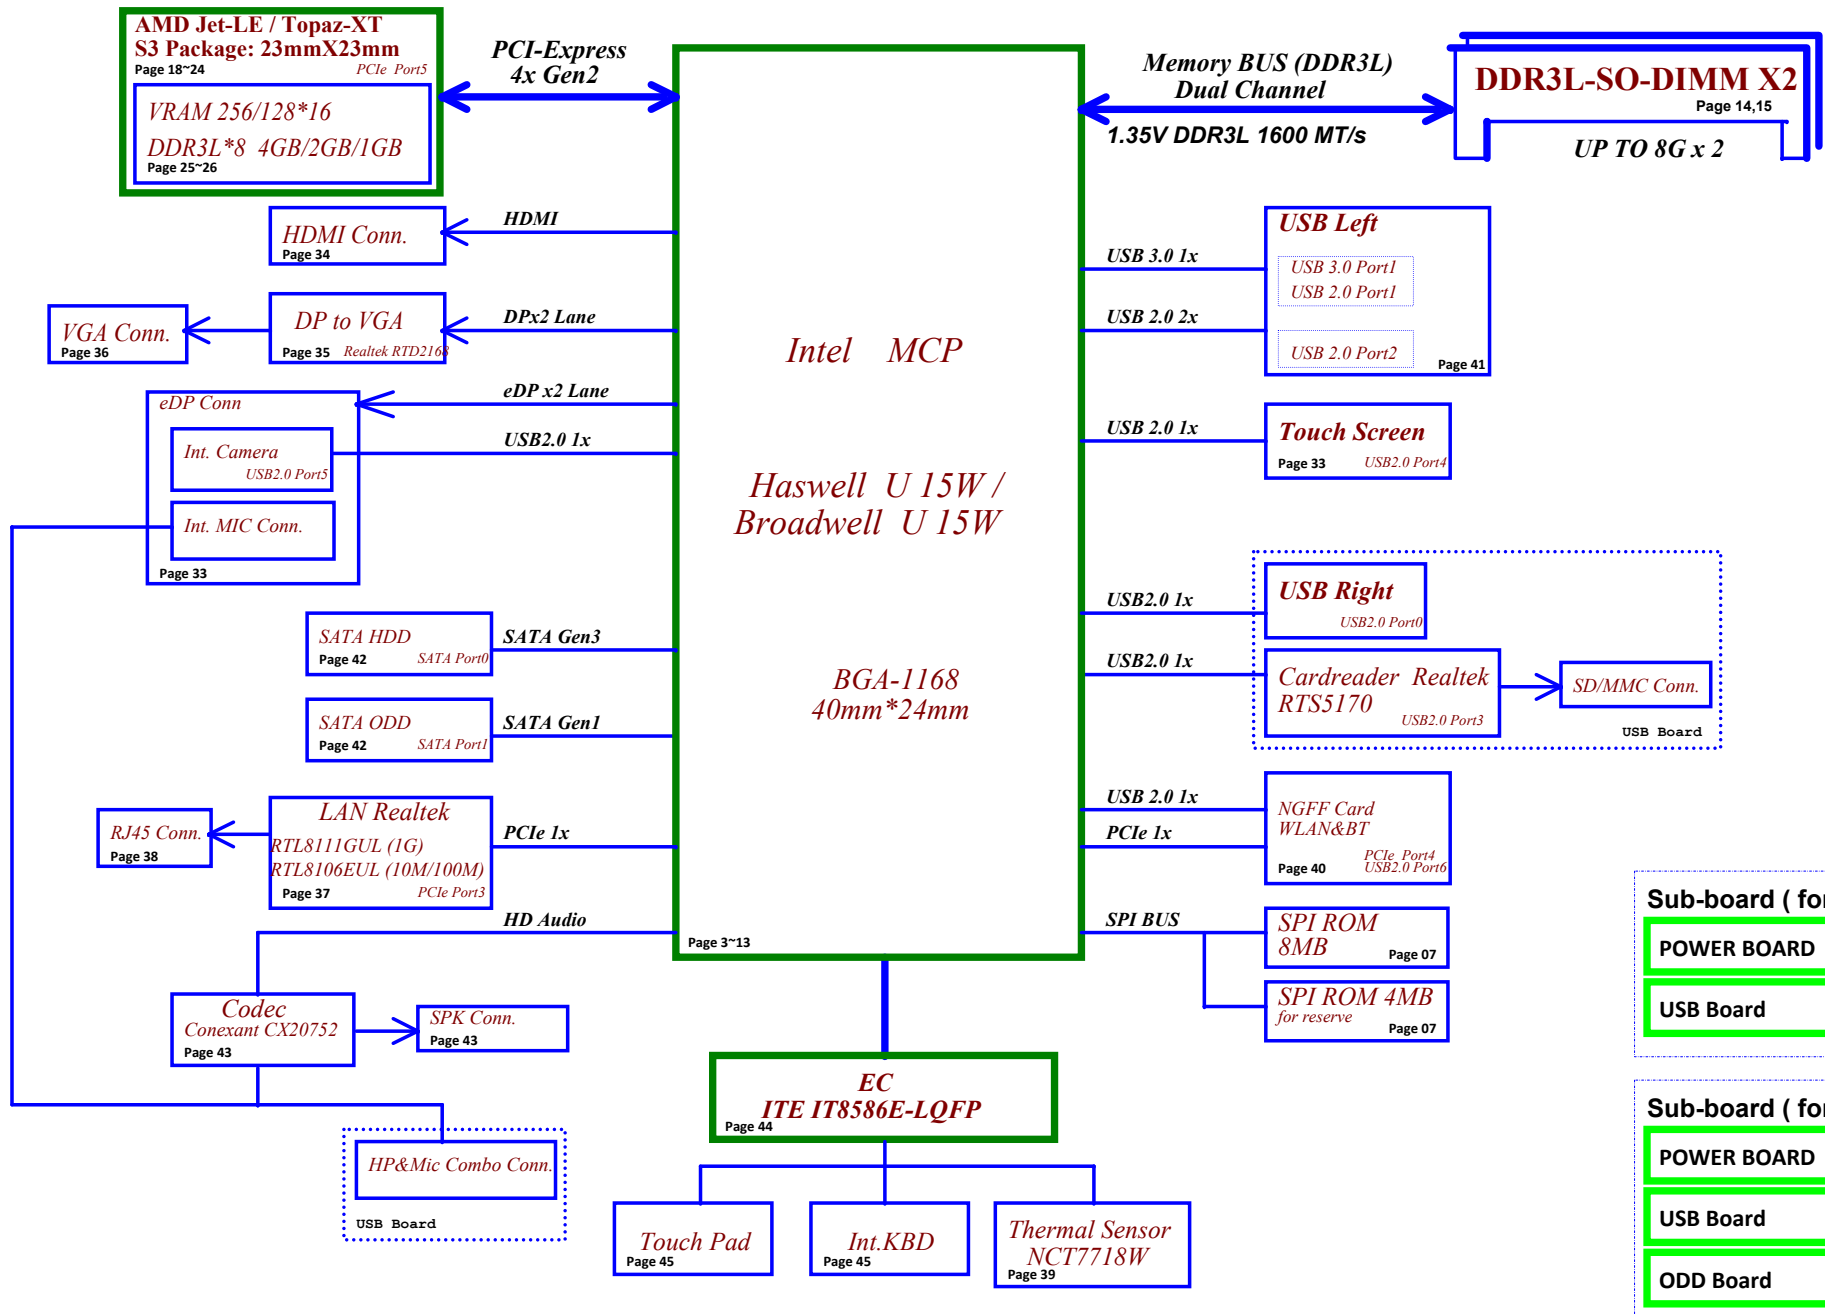 AMD Jet-LE / Topaz-XT
S3 Package: 23mmX23mm
Page 18~24
PCIe Port5
VRAM 256/128*16
DDR3L*8 4GB/2GB/1GB
Page 25~26
PCI-Express
4x Gen2
Memory BUS (DDR3L)
Dual Channel
1.35V DDR3L 1600 MT/s
DDR3L-SO-DIMM X2
Page 14,15
UP TO 8G x 2
HDMI Conn.
Page 34
HDMI
VGA Conn.
Page 36
DP to VGA
Page 35
Realtek RTD2168
DPx2 Lane
eDP Conn
eDP x2 Lane
Int. Camera
USB2.0 Port5
USB2.0 1x
Int. MIC Conn.
Page 33
SATA HDD
Page 42
SATA Port0
SATA Gen3
SATA ODD
Page 42
SATA Port1
SATA Gen1
RJ45 Conn.
Page 38
LAN Realtek
RTL8111GUL (1G)
RTL8106EUL (10M/100M)
Page 37
PCIe Port3
PCIe 1x
HD Audio
Codec
Conexant CX20752
Page 43
SPK Conn.
Page 43
HP&Mic Combo Conn.
USB Board
Intel MCP
Haswell U 15W /
Broadwell U 15W
BGA-1168
40mm*24mm
Page 3~13
EC
ITE IT8586E-LQFP
Page 44
Touch Pad
Page 45
Int.KBD
Page 45
Thermal Sensor
NCT7718W
Page 39
USB 3.0 1x
USB 2.0 2x
USB Left
USB 3.0 Port1
USB 2.0 Port1
USB 2.0 Port2
Page 41
USB 2.0 1x
Touch Screen
Page 33
USB2.0 Port4
USB2.0 1x
USB Right
USB2.0 Port0
USB2.0 1x
Cardreader Realtek
RTS5170
USB2.0 Port3
SD/MMC Conn.
USB Board
USB 2.0 1x
PCIe 1x
NGFF Card
WLAN&BT
PCIe Port4
Page 40
USB2.0 Port6
SPI BUS
SPI ROM
8MB
Page 07
SPI ROM 4MB
for reserve
Page 07
Sub-board ( for
POWER BOARD
USB Board
Sub-board ( for
POWER BOARD
USB Board
ODD Board